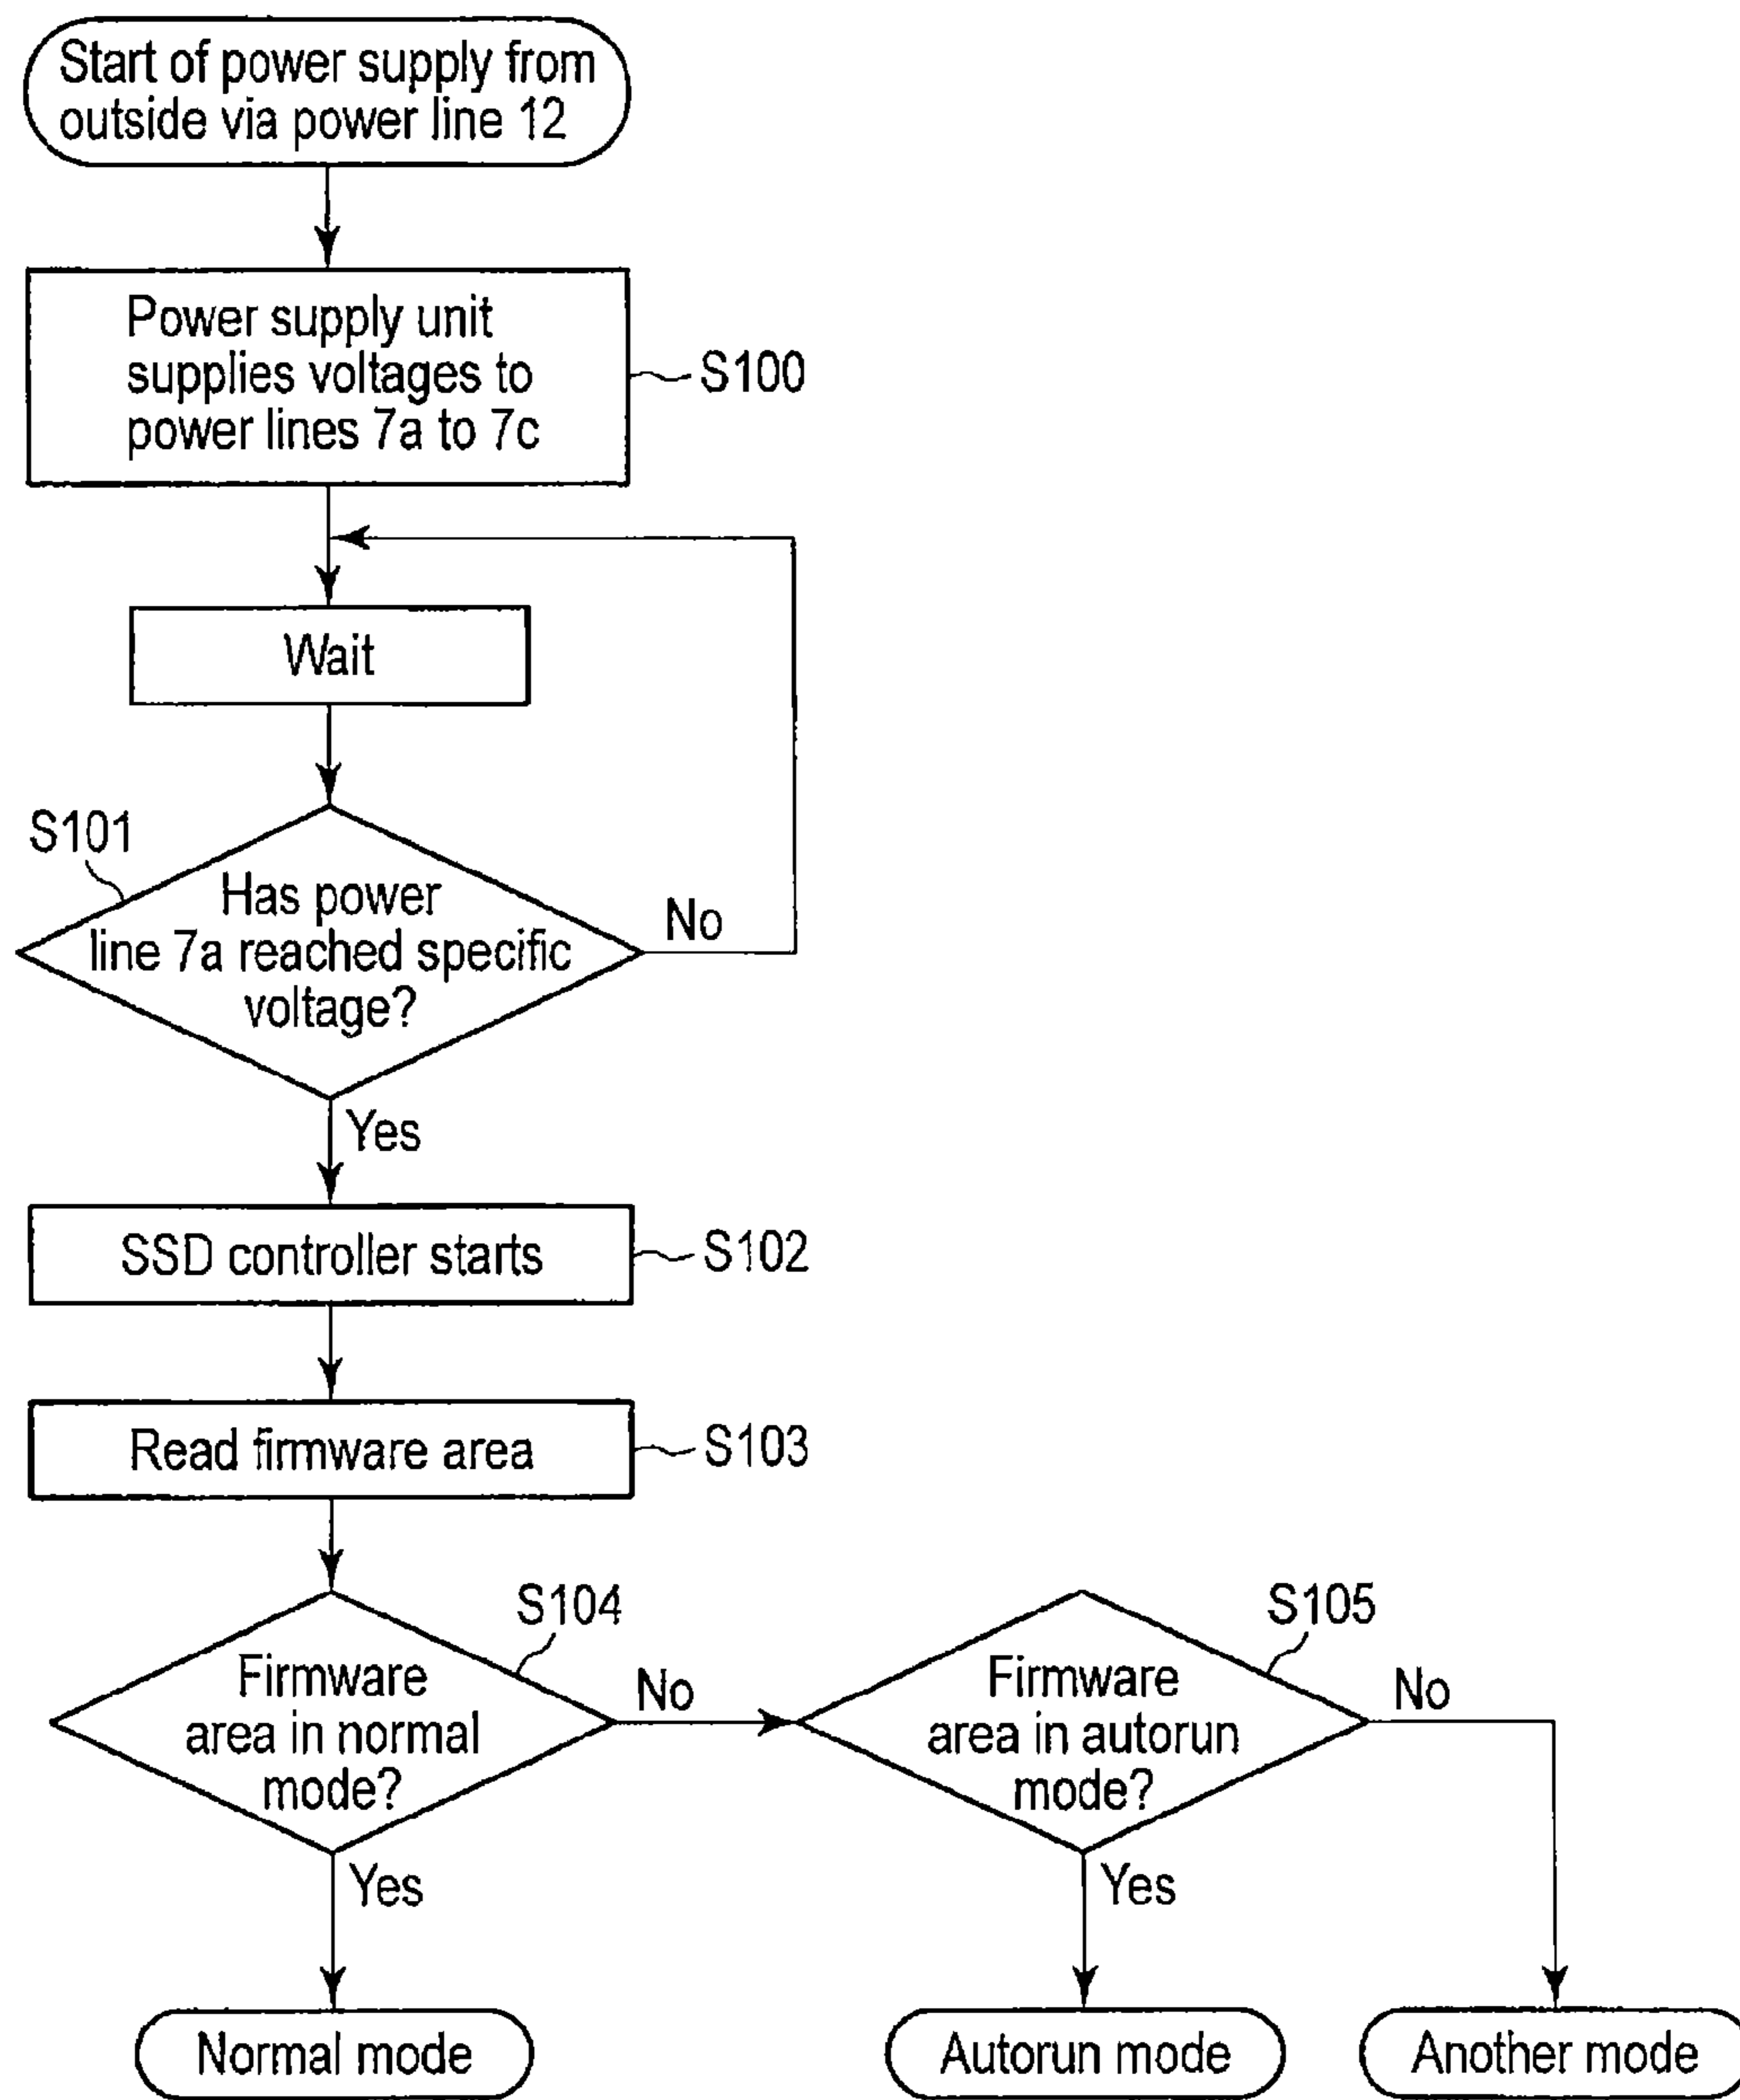 Start of power supply from
outside via power line 12
Power supply unit
supplies voltages to
power lines 7a to 7c
S100
Wait
S101
Has power
line 7a reached specific
voltage?
No
Yes
SSD controller starts
S102
Read firmware area
S103
S104
Firmware
area in normal
mode?
No
S105
Firmware
area in autorun
mode?
No
Yes
Yes
Normal mode
Autorun mode
Another mode